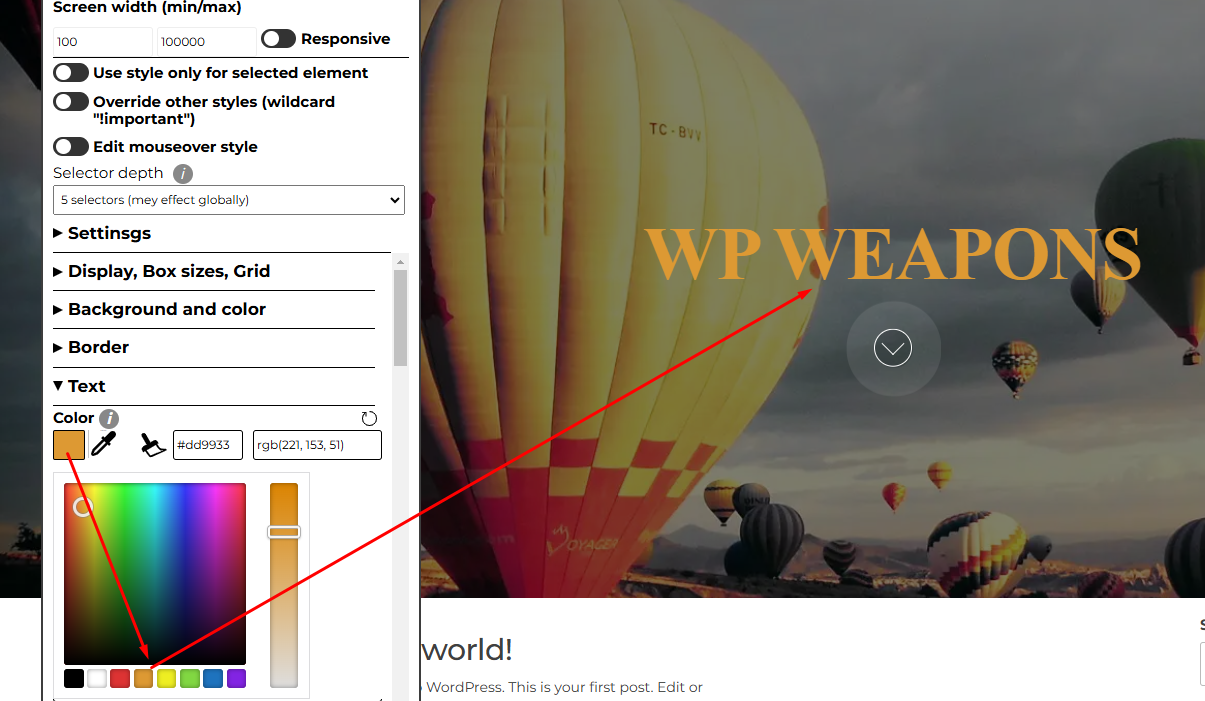 Screen width (min/max)
100
100000
Responsive
Use style only for selected element
Override other styles (wildcard
"!important")
Edit mouseover style
Selector depth i
5 selectors (mey effect globally)
Settinsgs
Display, Box sizes, Grid
Background and color
Border
Text
Color i
#dd9933
rgb(221, 153, 51)
TC-BVV
WP WEAPONS
VOYAGER
world!
WordPress. This is your first post. Edit or
S